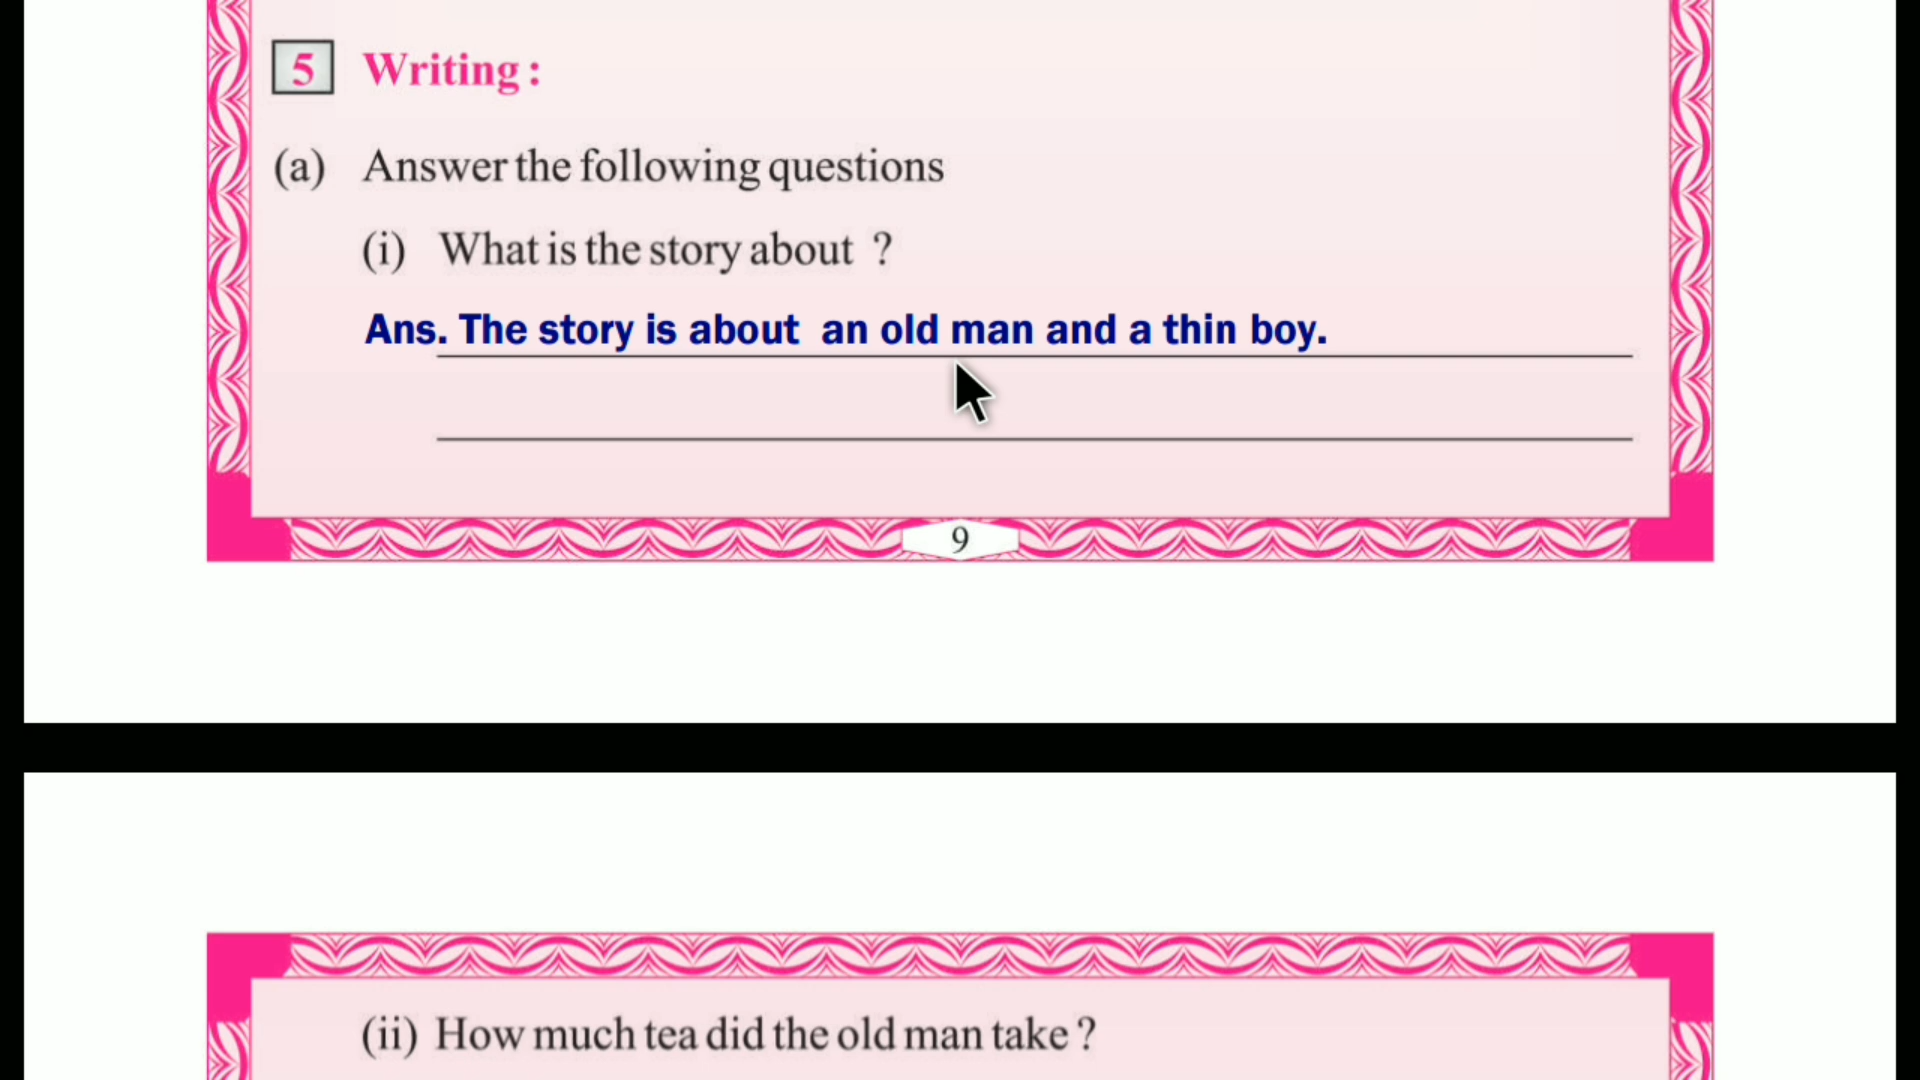 5 Writing :
(a) Answer the following questions
(i) What is the story about ?
Ans. The story is about an old man and a thin boy.
9
(ii) How much tea did the old man take ?